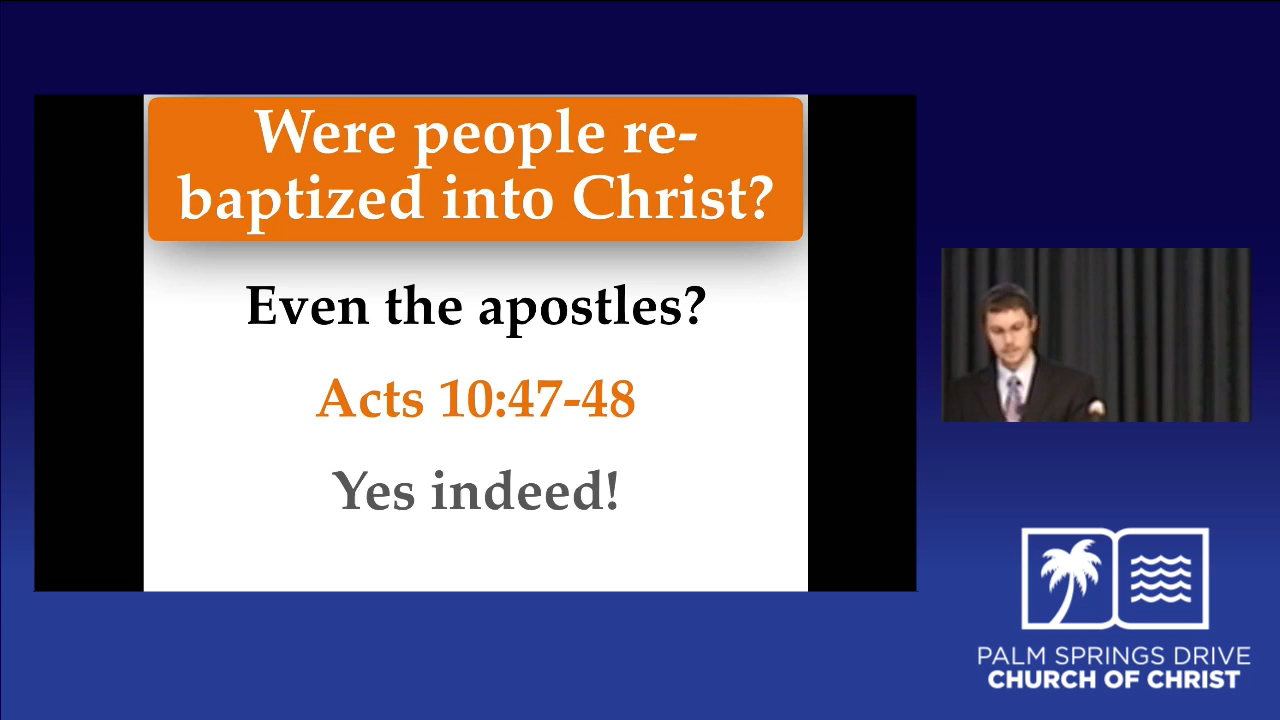 Were people re-
baptized into Christ?
Even the apostles?
Acts 10:47-48
Yes indeed!
PALM SPRINGS DRIVE
CHURCH OF CHRIST